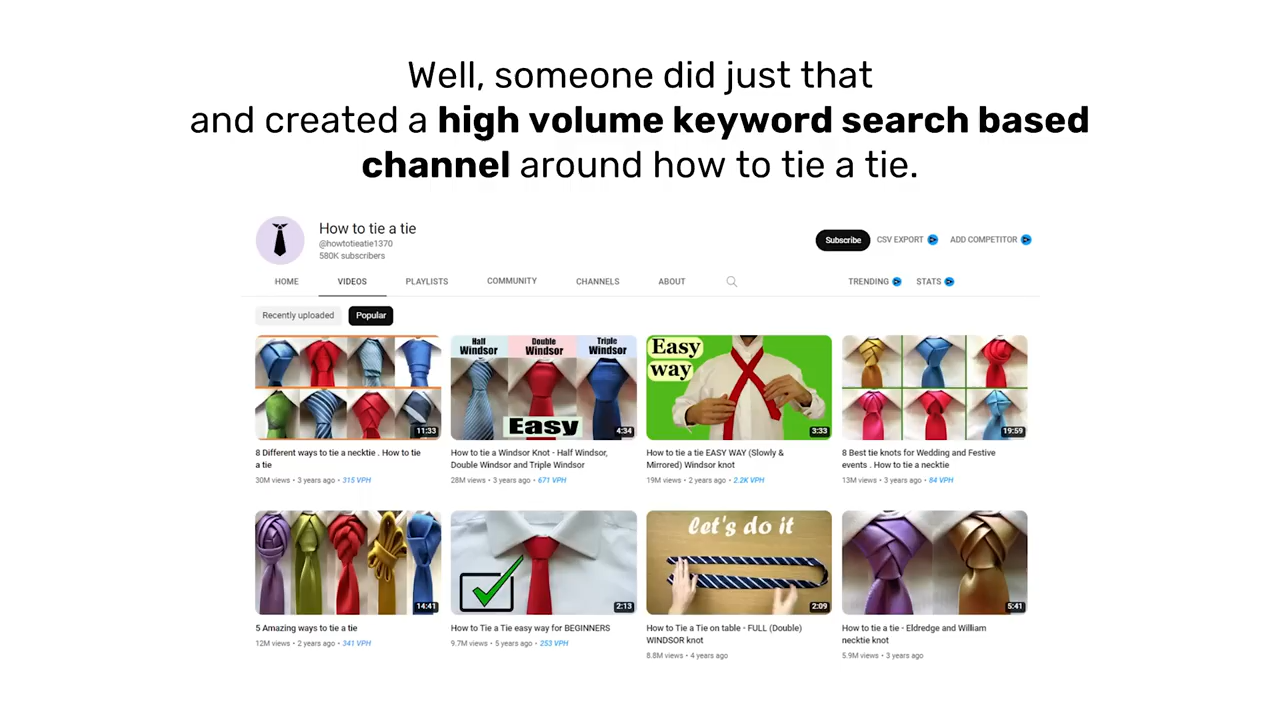 Well, someone did just that
and created a high volume keyword search based
channel around how to tie a tie.
How to tie a tie
@howtotieatie1370
580K subscribers
Subscribe
CSV EXPORT
ADD COMPETITOR
HOME
VIDEOS
PLAYLISTS
COMMUNITY
CHANNELS
ABOUT
TRENDING
STATS
Recently uploaded
Popular
11:33
Half Windsor
Double Windsor
Triple Windsor
Easy
4:34
Easy
way
3:33
19:59
8 Different ways to tie a necktie . How to tie
a tie
30M views • 3 years ago • 315 VPH
How to tie a Windsor Knot - Half Windsor,
Double Windsor and Triple Windsor
28M views • 3 years ago • 671 VPH
How to tie a tie EASY WAY (Slowly &
Mirrored) Windsor knot
19M views • 2 years ago • 2.2K VPH
8 Best tie knots for Wedding and Festive
events . How to tie a necktie
13M views • 3 years ago • 84 VPH
14:41
2:13
let's do it
2:09
5:41
5 Amazing ways to tie a tie
12M views • 2 years ago • 341 VPH
How to Tie a Tie easy way for BEGINNERS
9.7M views • 5 years ago • 253 VPH
How to Tie a Tie on table - FULL (Double)
WINDSOR knot
8.8M views • 4 years ago
How to tie a tie - Eldredge and William
necktie knot
5.9M views • 3 years ago